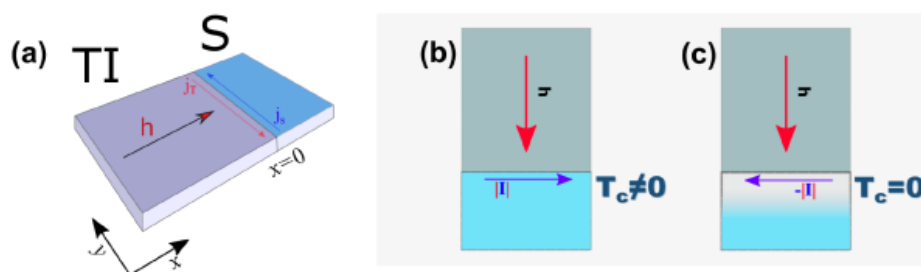 (a)
TI
S
j_T
j_s
h
x=0
y
x
(b)
h
|I|
T_c≠0
(c)
h
-|I|
T_c=0